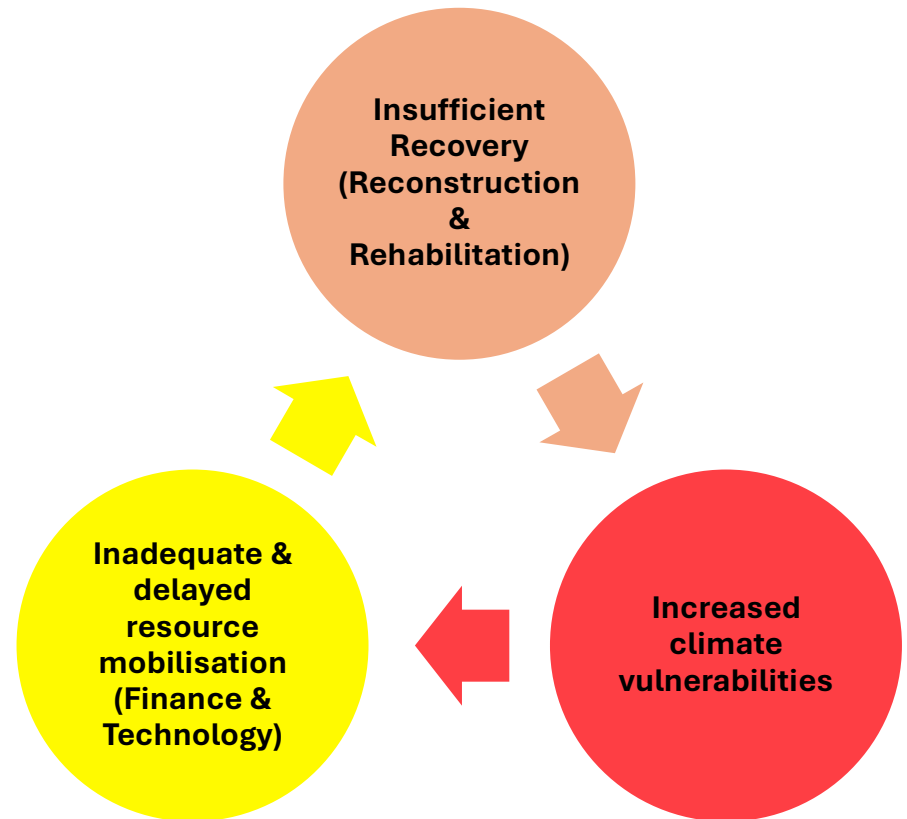 Insufficient
Recovery
(Reconstruction
&
Rehabilitation)
Increased
climate
vulnerabilities
Inadequate &
delayed
resource
mobilisation
(Finance &
Technology)